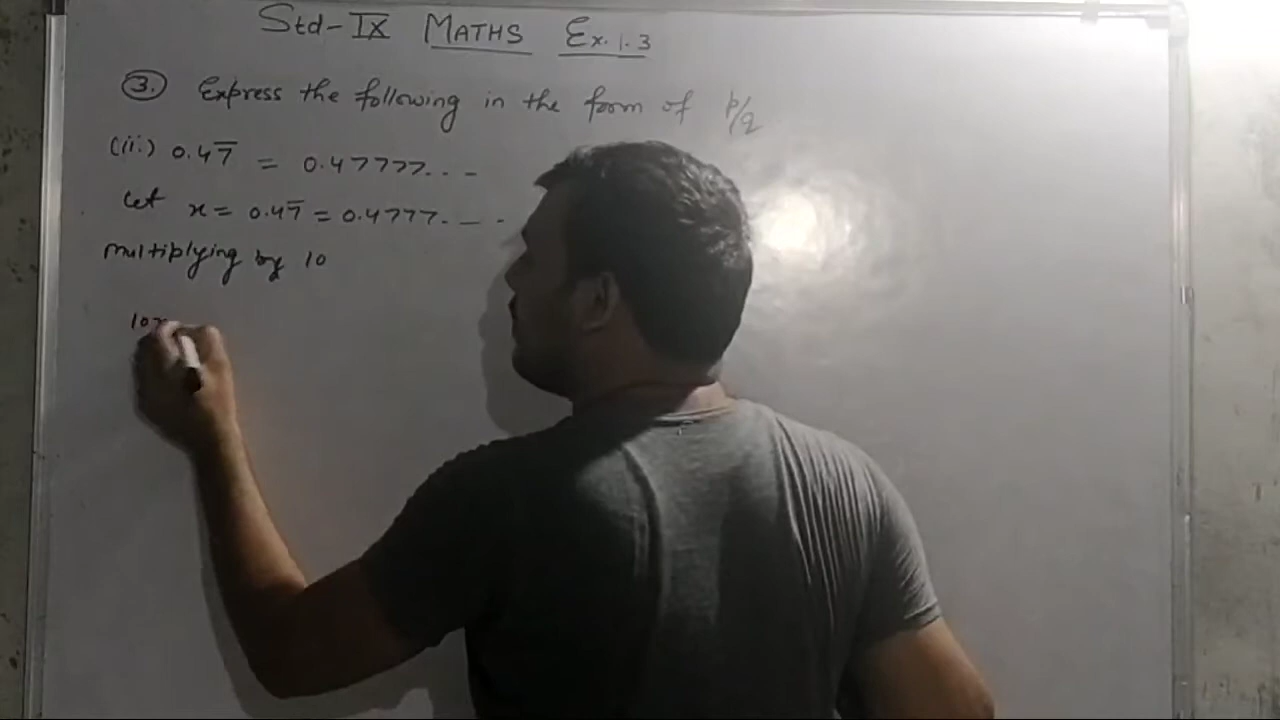 Std-IX MATHS Ex. 1.3
3. Express the following in the form of p/q
(ii.) 0.47̅ = 0.47777...-
Let x = 0.47̅ = 0.4777.-- -
Multiplying by 10
10x